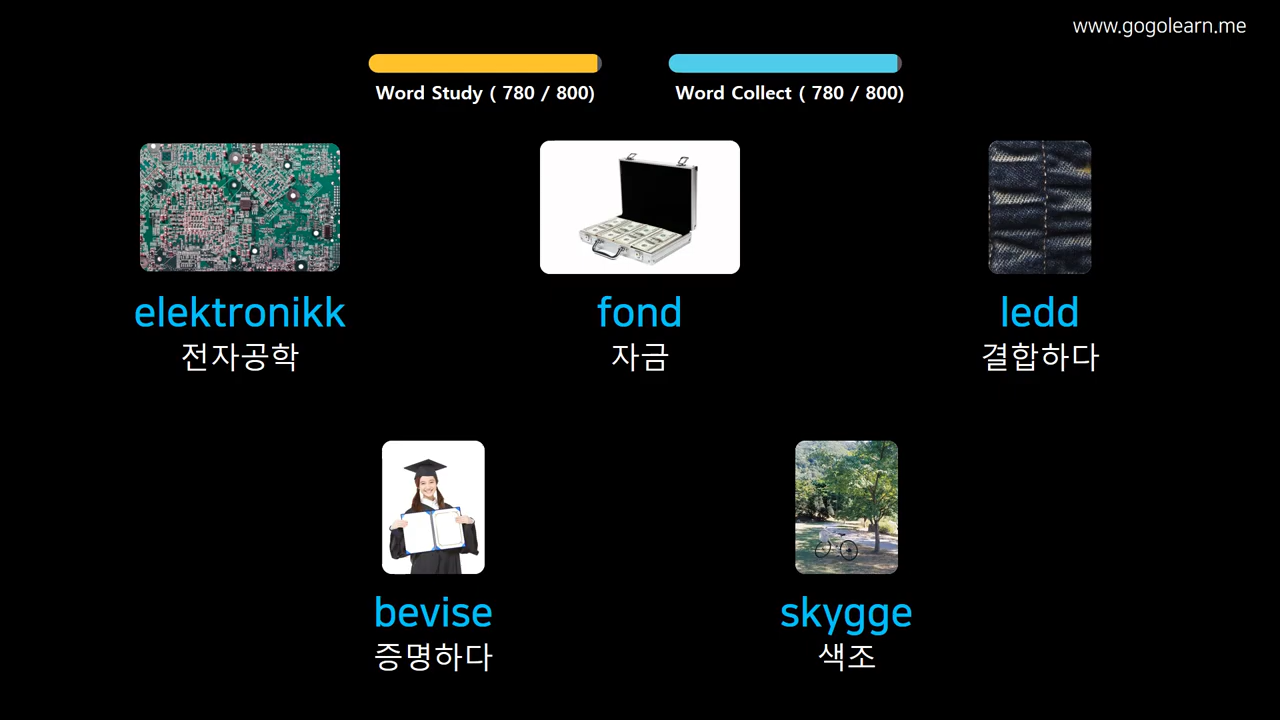 www.gogolearn.me
Word Study ( 780 / 800)
Word Collect ( 780 / 800)
elektronikk
전자공학
fond
자금
ledd
결합하다
bevise
증명하다
skygge
색조